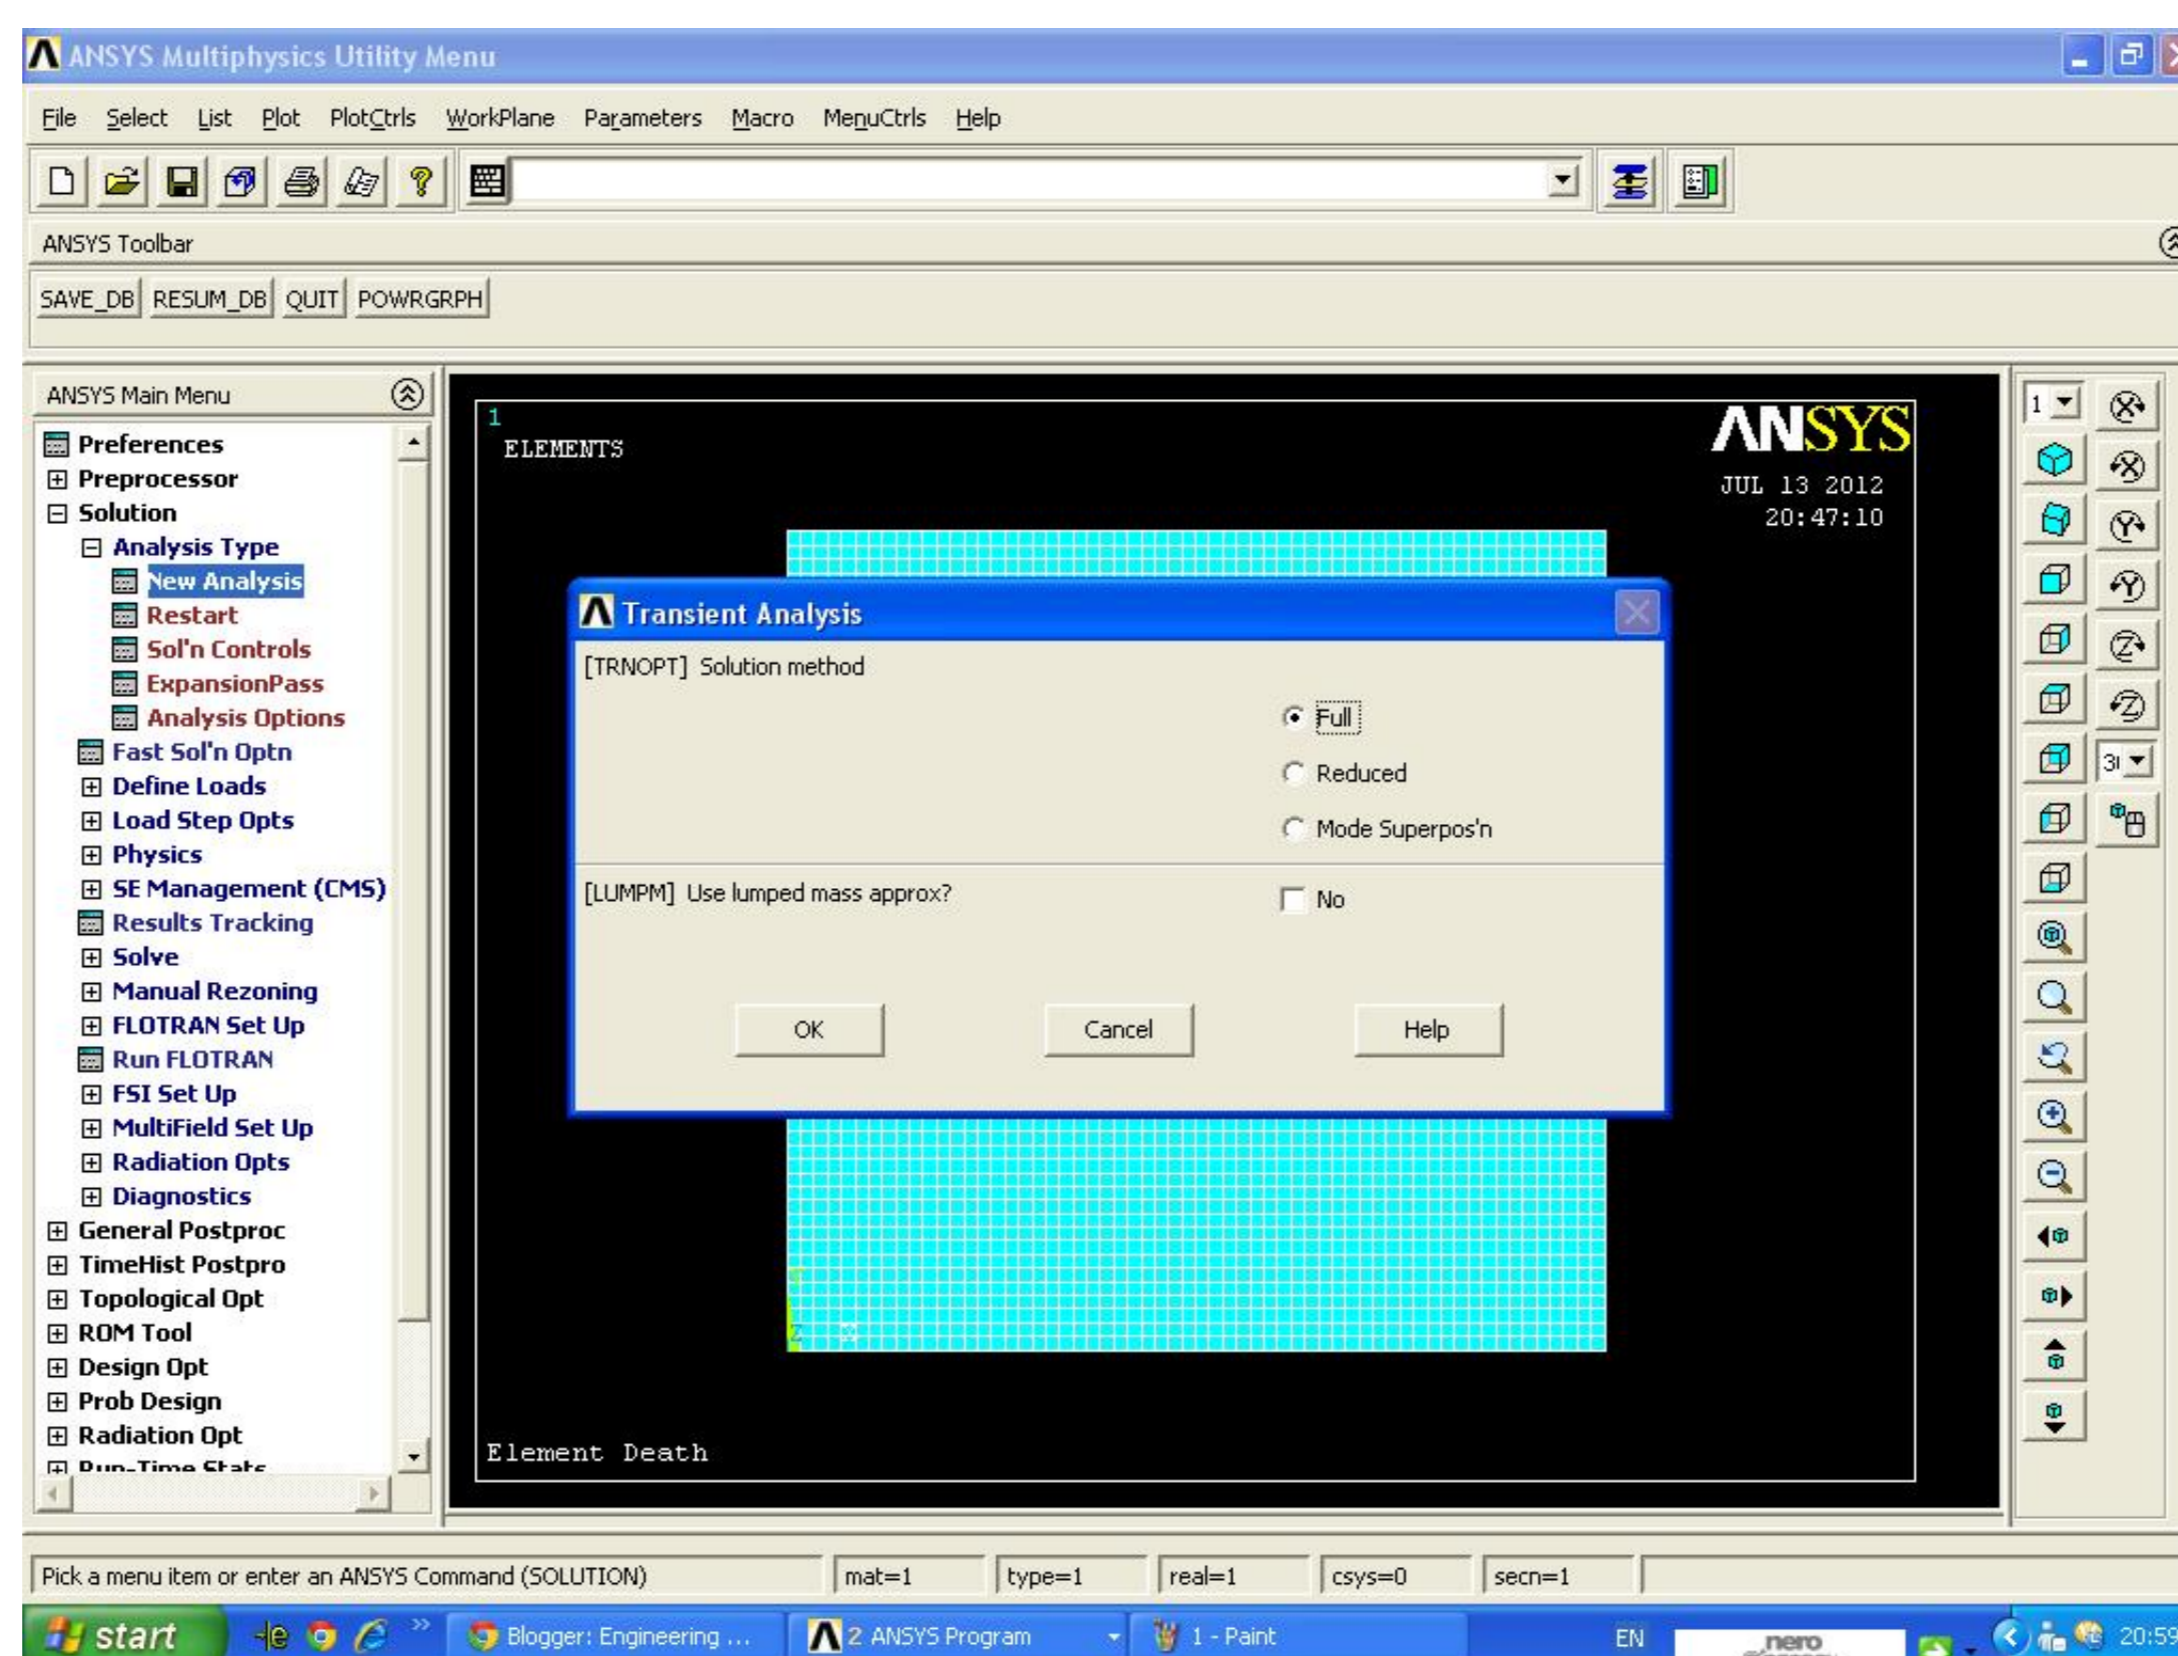 ANSYS Multiphysics Utility Menu
File Select List Plot PlotCtrls WorkPlane Parameters Macro MenuCtrls Help
ANSYS Toolbar
SAVE_DB RESUM_DB QUIT POWRGRPH
ANSYS Main Menu
Preferences
Preprocessor
Solution
Analysis Type
New Analysis
Restart
Sol'n Controls
ExpansionPass
Analysis Options
Fast Sol'n Optn
Define Loads
Load Step Opts
Physics
SE Management (CMS)
Results Tracking
Solve
Manual Rezoning
FLOTRAN Set Up
Run FLOTRAN
FSI Set Up
MultiField Set Up
Radiation Opts
Diagnostics
General Postproc
TimeHist Postpro
Topological Opt
ROM Tool
Design Opt
Prob Design
Radiation Opt
Run-Time Stats
1
ELEMENTS
ANSYS
JUL 13 2012
20:47:10
Transient Analysis
[TRNOPT] Solution method
Full
Reduced
Mode Superpos'n
[LUMPM] Use lumped mass approx?
No
OK Cancel Help
Z X
Element Death
1
X
X
Y
Y
Z
Z
Pick a menu item or enter an ANSYS Command (SOLUTION) mat=1 type=1 real=1 csys=0 secn=1
start Blogger: Engineering ... 2 ANSYS Program 1 - Paint EN nero 20:59